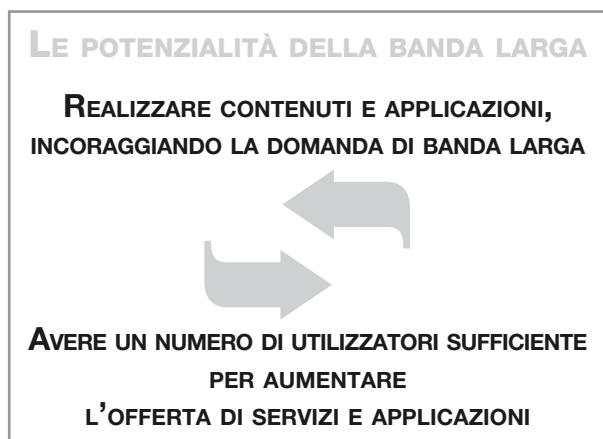 LE POTENZIALITÀ DELLA BANDA LARGA
REALIZZARE CONTENUTI E APPLICAZIONI,
INCORAGGIANDO LA DOMANDA DI BANDA LARGA
AVERE UN NUMERO DI UTILIZZATORI SUFFICIENTE
PER AUMENTARE
L'OFFERTA DI SERVIZI E APPLICAZIONI